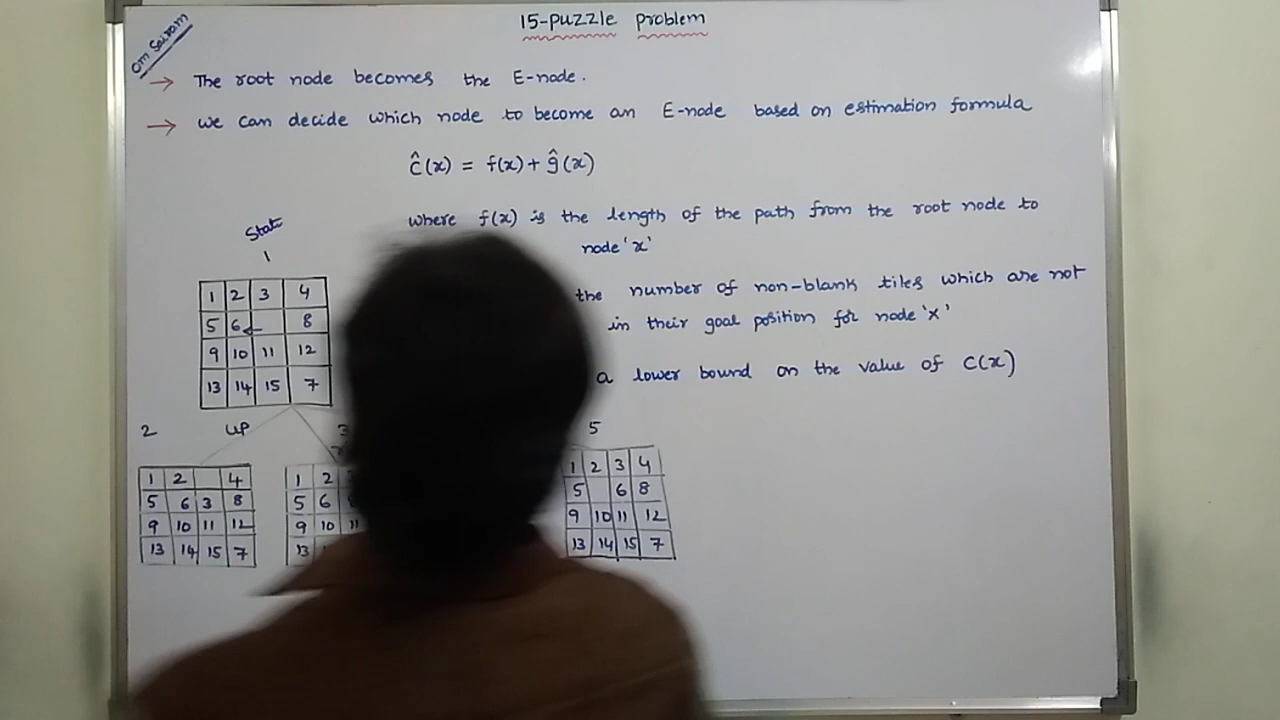 Om Sairam
15-puzzle problem
→ The root node becomes the E-node.
→ we can decide which node to become an E-node based on estimation formula
ĉ(x) = f(x) + ĝ(x)
where f(x) is the length of the path from the root node to
node 'x'
the number of non-blank tiles which are not
in their goal position for node 'x'
a lower bound on the value of C(x)
State
1
1 2 3 4
5 6 8
9 10 11 12
13 14 15 7
2 up 3 5
1 2 4
5 6 3 8
9 10 11 12
13 14 15 7
1 2
5 6
9 10 11
13
1 2 3 4
5 6 8
9 10 11 12
13 14 15 7